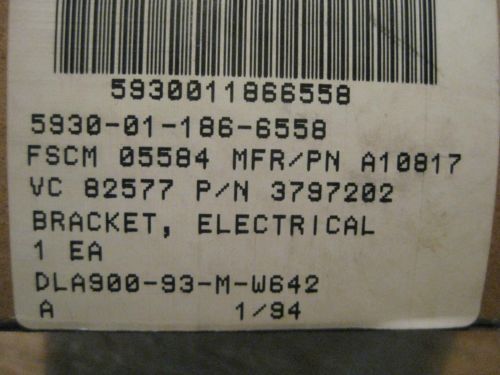 5930011866558
5930-01-186-6558
FSCM 05584 MFR/PN A10817
VC 82577 P/N 3797202
BRACKET, ELECTRICAL
1 EA
DLA900-93-M-W642
A 1/94